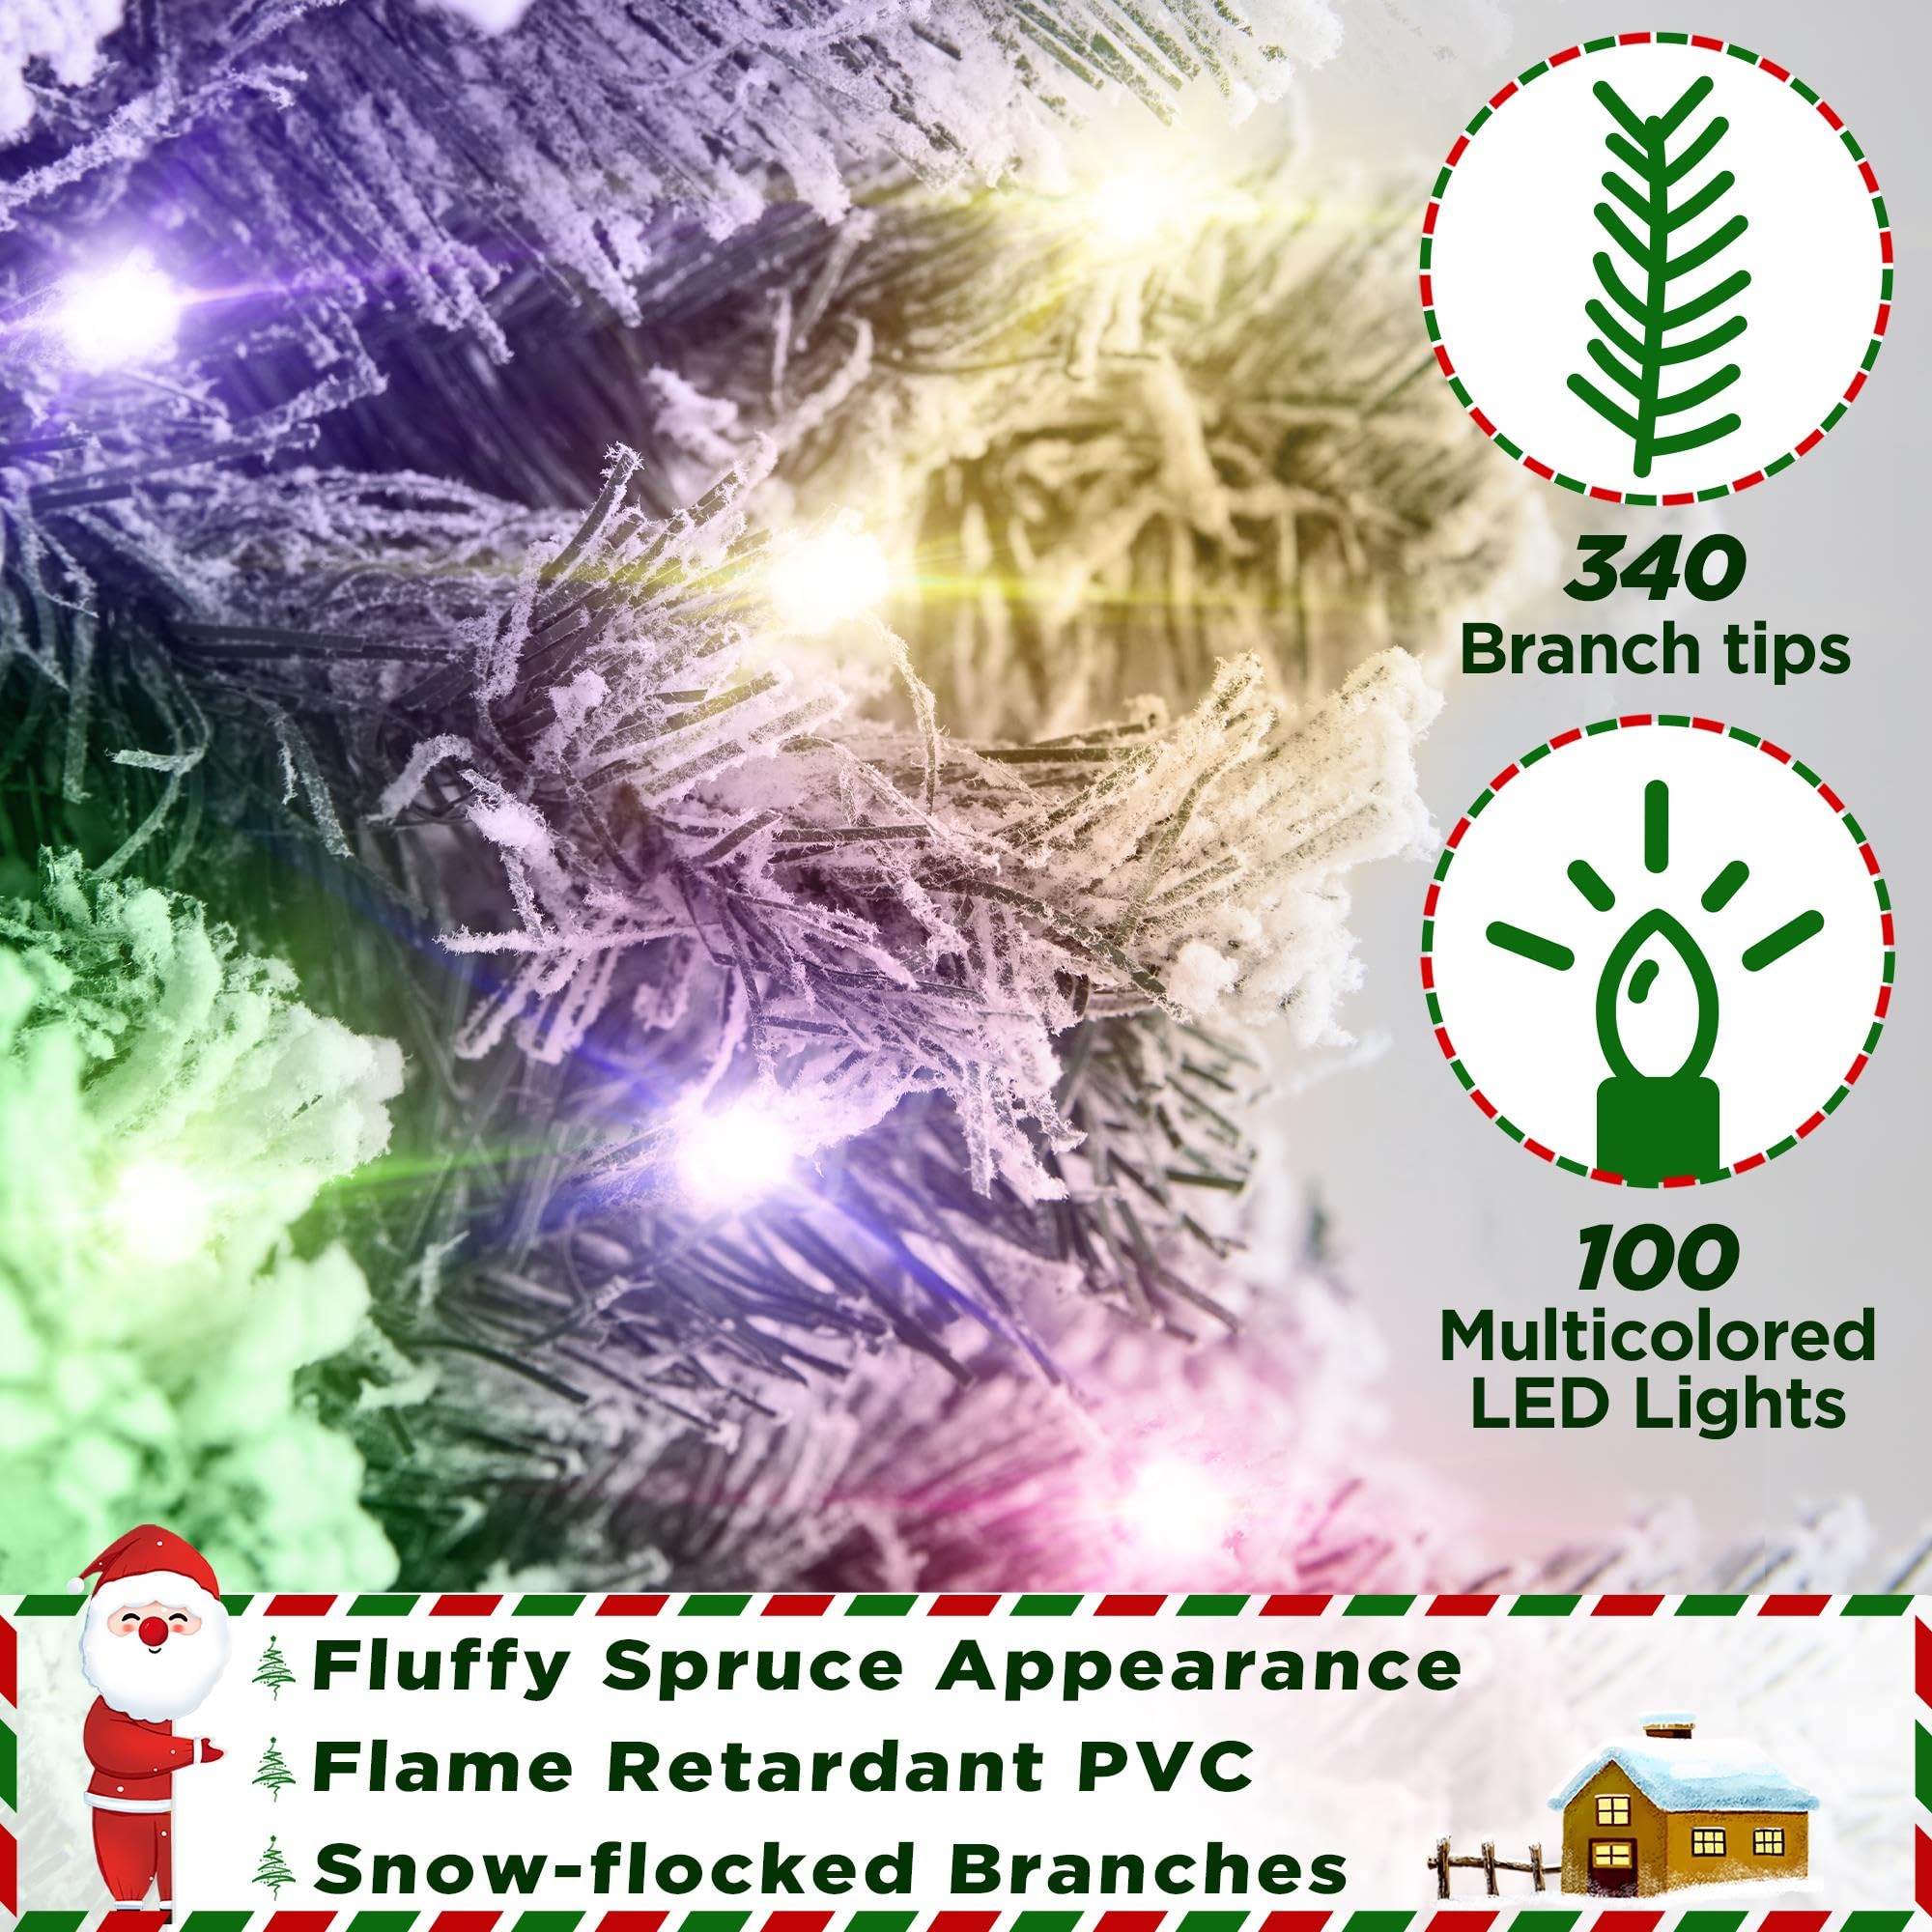 340
Branch tips
100
Multicolored
LED Lights
Fluffy Spruce Appearance
Flame Retardant PVC
Snow-flocked Branches